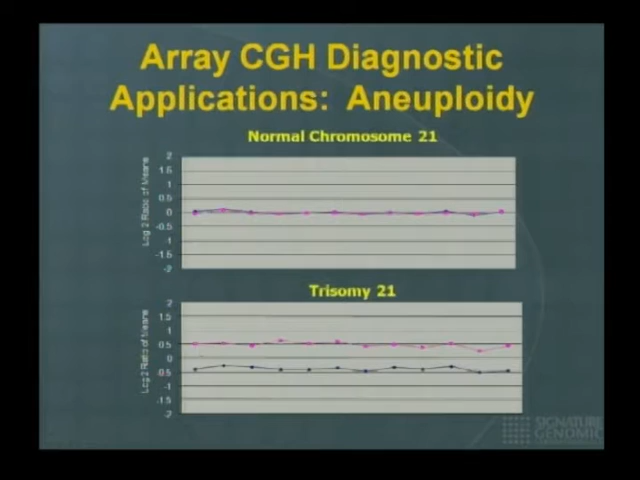 Array CGH Diagnostic
Applications: Aneuploidy
Normal Chromosome 21
Log 2 Ratio of Means
2
1.5
1
0.5
0
-0.5
-1
-1.5
-2
Trisomy 21
Log 2 Ratio of Means
2
1.5
1
0.5
0
-0.5
-1
-1.5
-2
SIGNATURE
GENOMIC